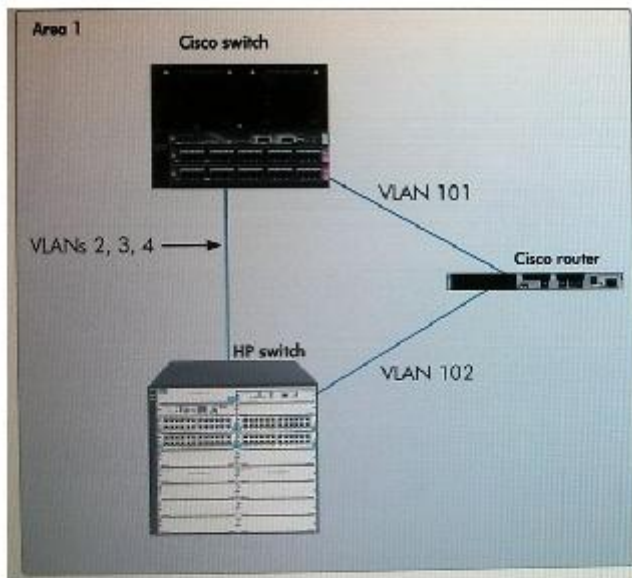 Area 1
Cisco switch
VLAN 101
VLANs 2, 3, 4
Cisco router
HP switch
VLAN 102